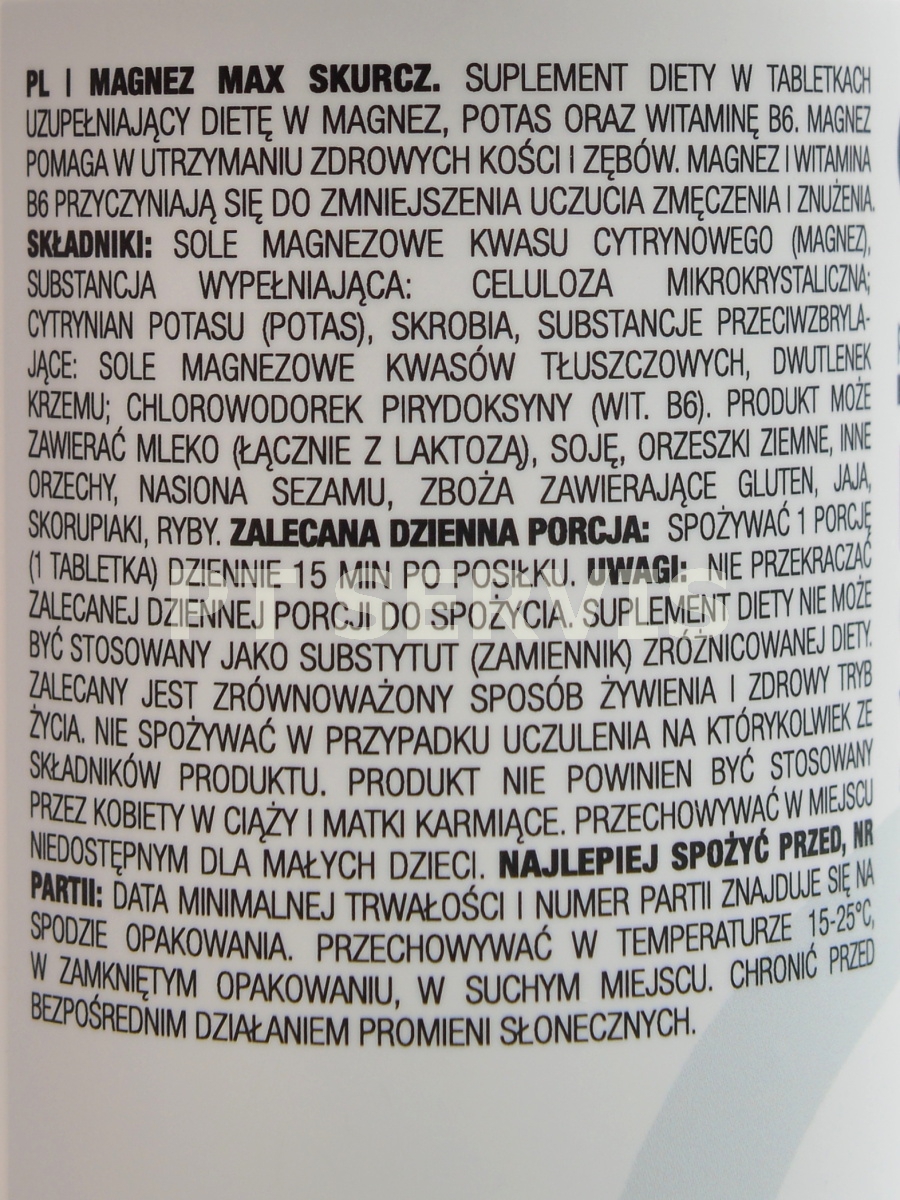 PL | MAGNEZ MAX SKURCZ. SUPLEMENT DIETY W TABLETKACH
UZUPEŁNIAJĄCY DIETĘ W MAGNEZ, POTAS ORAZ WITAMINĘ B6. MAGNEZ
POMAGA W UTRZYMANIU ZDROWYCH KOŚCI I ZĘBÓW. MAGNEZ I WITAMINA
B6 PRZYCZYNIAJĄ SIĘ DO ZMNIEJSZENIA UCZUCIA ZMĘCZENIA I ZNUŻENIA.
SKŁADNIKI: SOLE MAGNEZOWE KWASU CYTRYNOWEGO (MAGNEZ),
SUBSTANCJA WYPEŁNIAJĄCA: CELULOZA MIKROKRYSTALICZNA;
CYTRYNIAN POTASU (POTAS), SKROBIA, SUBSTANCJE PRZECIWZBRYLA-
JĄCE: SOLE MAGNEZOWE KWASÓW TŁUSZCZOWYCH, DWUTLENEK
KRZEMU; CHLOROWODOREK PIRYDOKSYNY (WIT. B6). PRODUKT MOŻE
ZAWIERAĆ MLEKO (ŁĄCZNIE Z LAKTOZĄ), SOJĘ, ORZESZKI ZIEMNE, INNE
ORZECHY, NASIONA SEZAMU, ZBOŻA ZAWIERAJĄCE GLUTEN, JAJA,
SKORUPIAKI, RYBY. ZALECANA DZIENNA PORCJA: SPOŻYWAĆ 1 PORCJĘ
(1 TABLETKA) DZIENNIE 15 MIN PO POSIŁKU. UWAGI: NIE PRZEKRACZAĆ
PT SERVIS
ZALECANEJ DZIENNEJ PORCJI DO SPOŻYCIA. SUPLEMENT DIETY NIE MOŻE
BYĆ STOSOWANY JAKO SUBSTYTUT (ZAMIENNIK) ZRÓŻNICOWANEJ DIETY.
ZALECANY JEST ZRÓWNOWAŻONY SPOSÓB ŻYWIENIA I ZDROWY TRYB
ŻYCIA. NIE SPOŻYWAĆ W PRZYPADKU UCZULENIA NA KTÓRYKOLWIEK ZE
SKŁADNIKÓW PRODUKTU. PRODUKT NIE POWINIEN BYĆ STOSOWANY
PRZEZ KOBIETY W CIĄŻY I MATKI KARMIĄCE. PRZECHOWYWAĆ W MIEJSCU
NIEDOSTĘPNYM DLA MAŁYCH DZIECI. NAJLEPIEJ SPOŻYĆ PRZED, NR
PARTII: DATA MINIMALNEJ TRWAŁOŚCI I NUMER PARTII ZNAJDUJE SIĘ NA
SPODZIE OPAKOWANIA. PRZECHOWYWAĆ W TEMPERATURZE 15-25°C,
W ZAMKNIĘTYM OPAKOWANIU, W SUCHYM MIEJSCU. CHRONIĆ PRZED
BEZPOŚREDNIM DZIAŁANIEM PROMIENI SŁONECZNYCH.